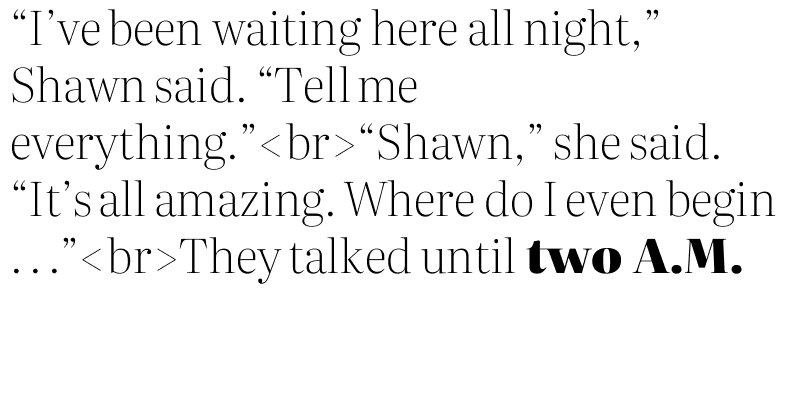 “I’ve been waiting here all night,”
Shawn said. “Tell me
everything.”<br>“Shawn,” she said.
“It’s all amazing. Where do I even begin
. . .”<br>They talked until two A.M.